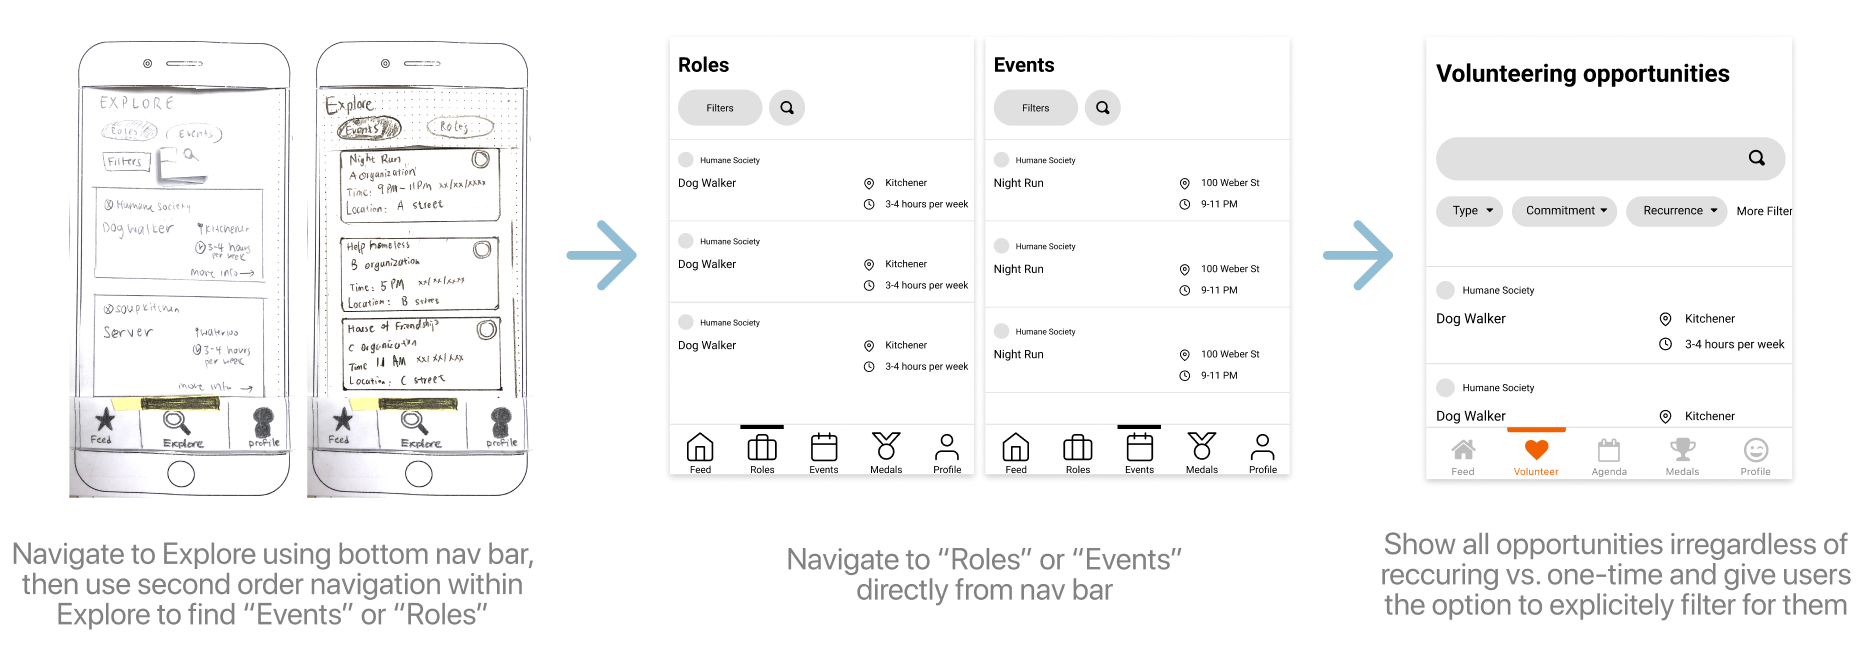 EXPLORE
Roles
Events
Filters
Humane Society
Dog Walker
Kitchener
3-4 hours
per week
more info →
soup kitchen
Server
Waterloo
3-4 hours
per week
more info →
Feed
Explore
profile
Explore
Events
Roles
Night Run
A organization
Time: 9 PM - 11 PM xx/xx/xxxx
Location: A street
Help homeless
B organization
Time: 5 PM xx/xx/xxxx
Location: B street
House of Friendship
C organization
Time 11 AM xx/xx/xxxx
Location: C street
Feed
Explore
profile
Navigate to Explore using bottom nav bar,
then use second order navigation within
Explore to find “Events” or “Roles”
Roles
Filters
Humane Society
Dog Walker
Kitchener
3-4 hours per week
Humane Society
Dog Walker
Kitchener
3-4 hours per week
Humane Society
Dog Walker
Kitchener
3-4 hours per week
Feed
Roles
Events
Medals
Profile
Events
Filters
Humane Society
Night Run
100 Weber St
9-11 PM
Humane Society
Night Run
100 Weber St
9-11 PM
Humane Society
Night Run
100 Weber St
9-11 PM
Feed
Roles
Events
Medals
Profile
Navigate to “Roles” or “Events”
directly from nav bar
Volunteering opportunities
Type
Commitment
Recurrence
More Filter
Humane Society
Dog Walker
Kitchener
3-4 hours per week
Humane Society
Dog Walker
Kitchener
Feed
Volunteer
Agenda
Medals
Profile
Show all opportunities irregardless of
reccuring vs. one-time and give users
the option to explicitely filter for them